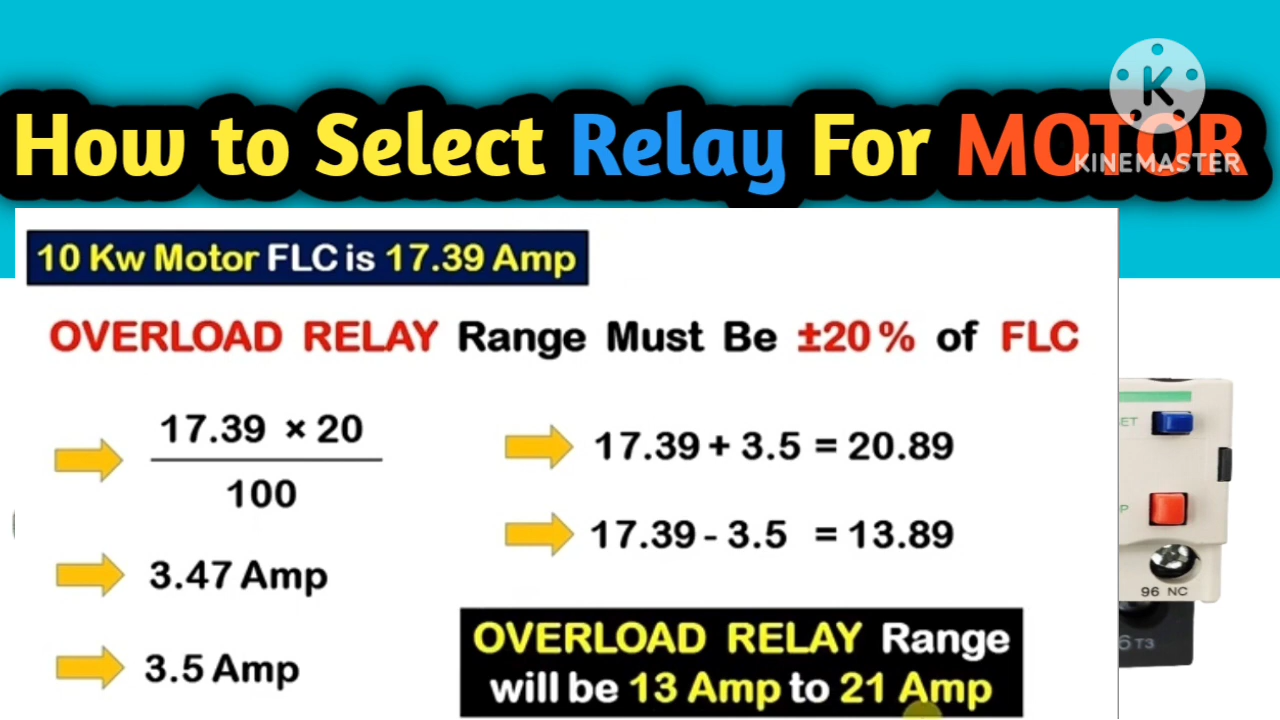 How to Select Relay For MOTOR
K
KINEMASTER
10 Kw Motor FLC is 17.39 Amp
OVERLOAD RELAY Range Must Be ±20% of FLC
17.39 × 20
100
3.47 Amp
3.5 Amp
17.39 + 3.5 = 20.89
17.39 - 3.5 = 13.89
OVERLOAD RELAY Range
will be 13 Amp to 21 Amp
ET
P
96 NC
6 T3